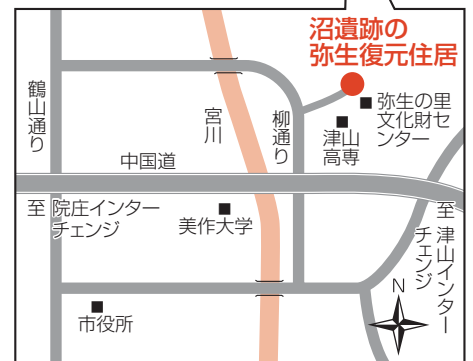 沼遺跡の
弥生復元住居
弥生の里
文化財セ
ンター
津山
高専
鶴山通り
宮川
柳通り
中国道
至 院庄インター
チェンジ
美作大学
至 津山インター
チェンジ
市役所
N